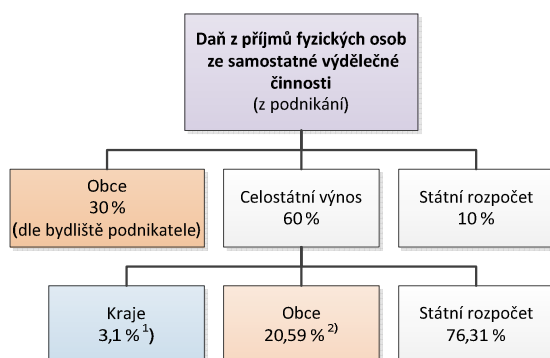 Daň z příjmů fyzických osob
ze samostatné výdělečné
činnosti
(z podnikání)
Obce
30 %
(dle bydliště podnikatele)
Celostátní výnos
60 %
Státní rozpočet
10 %
Kraje
3,1 % ¹)
Obce
20,59 % ²⁾
Státní rozpočet
76,31 %